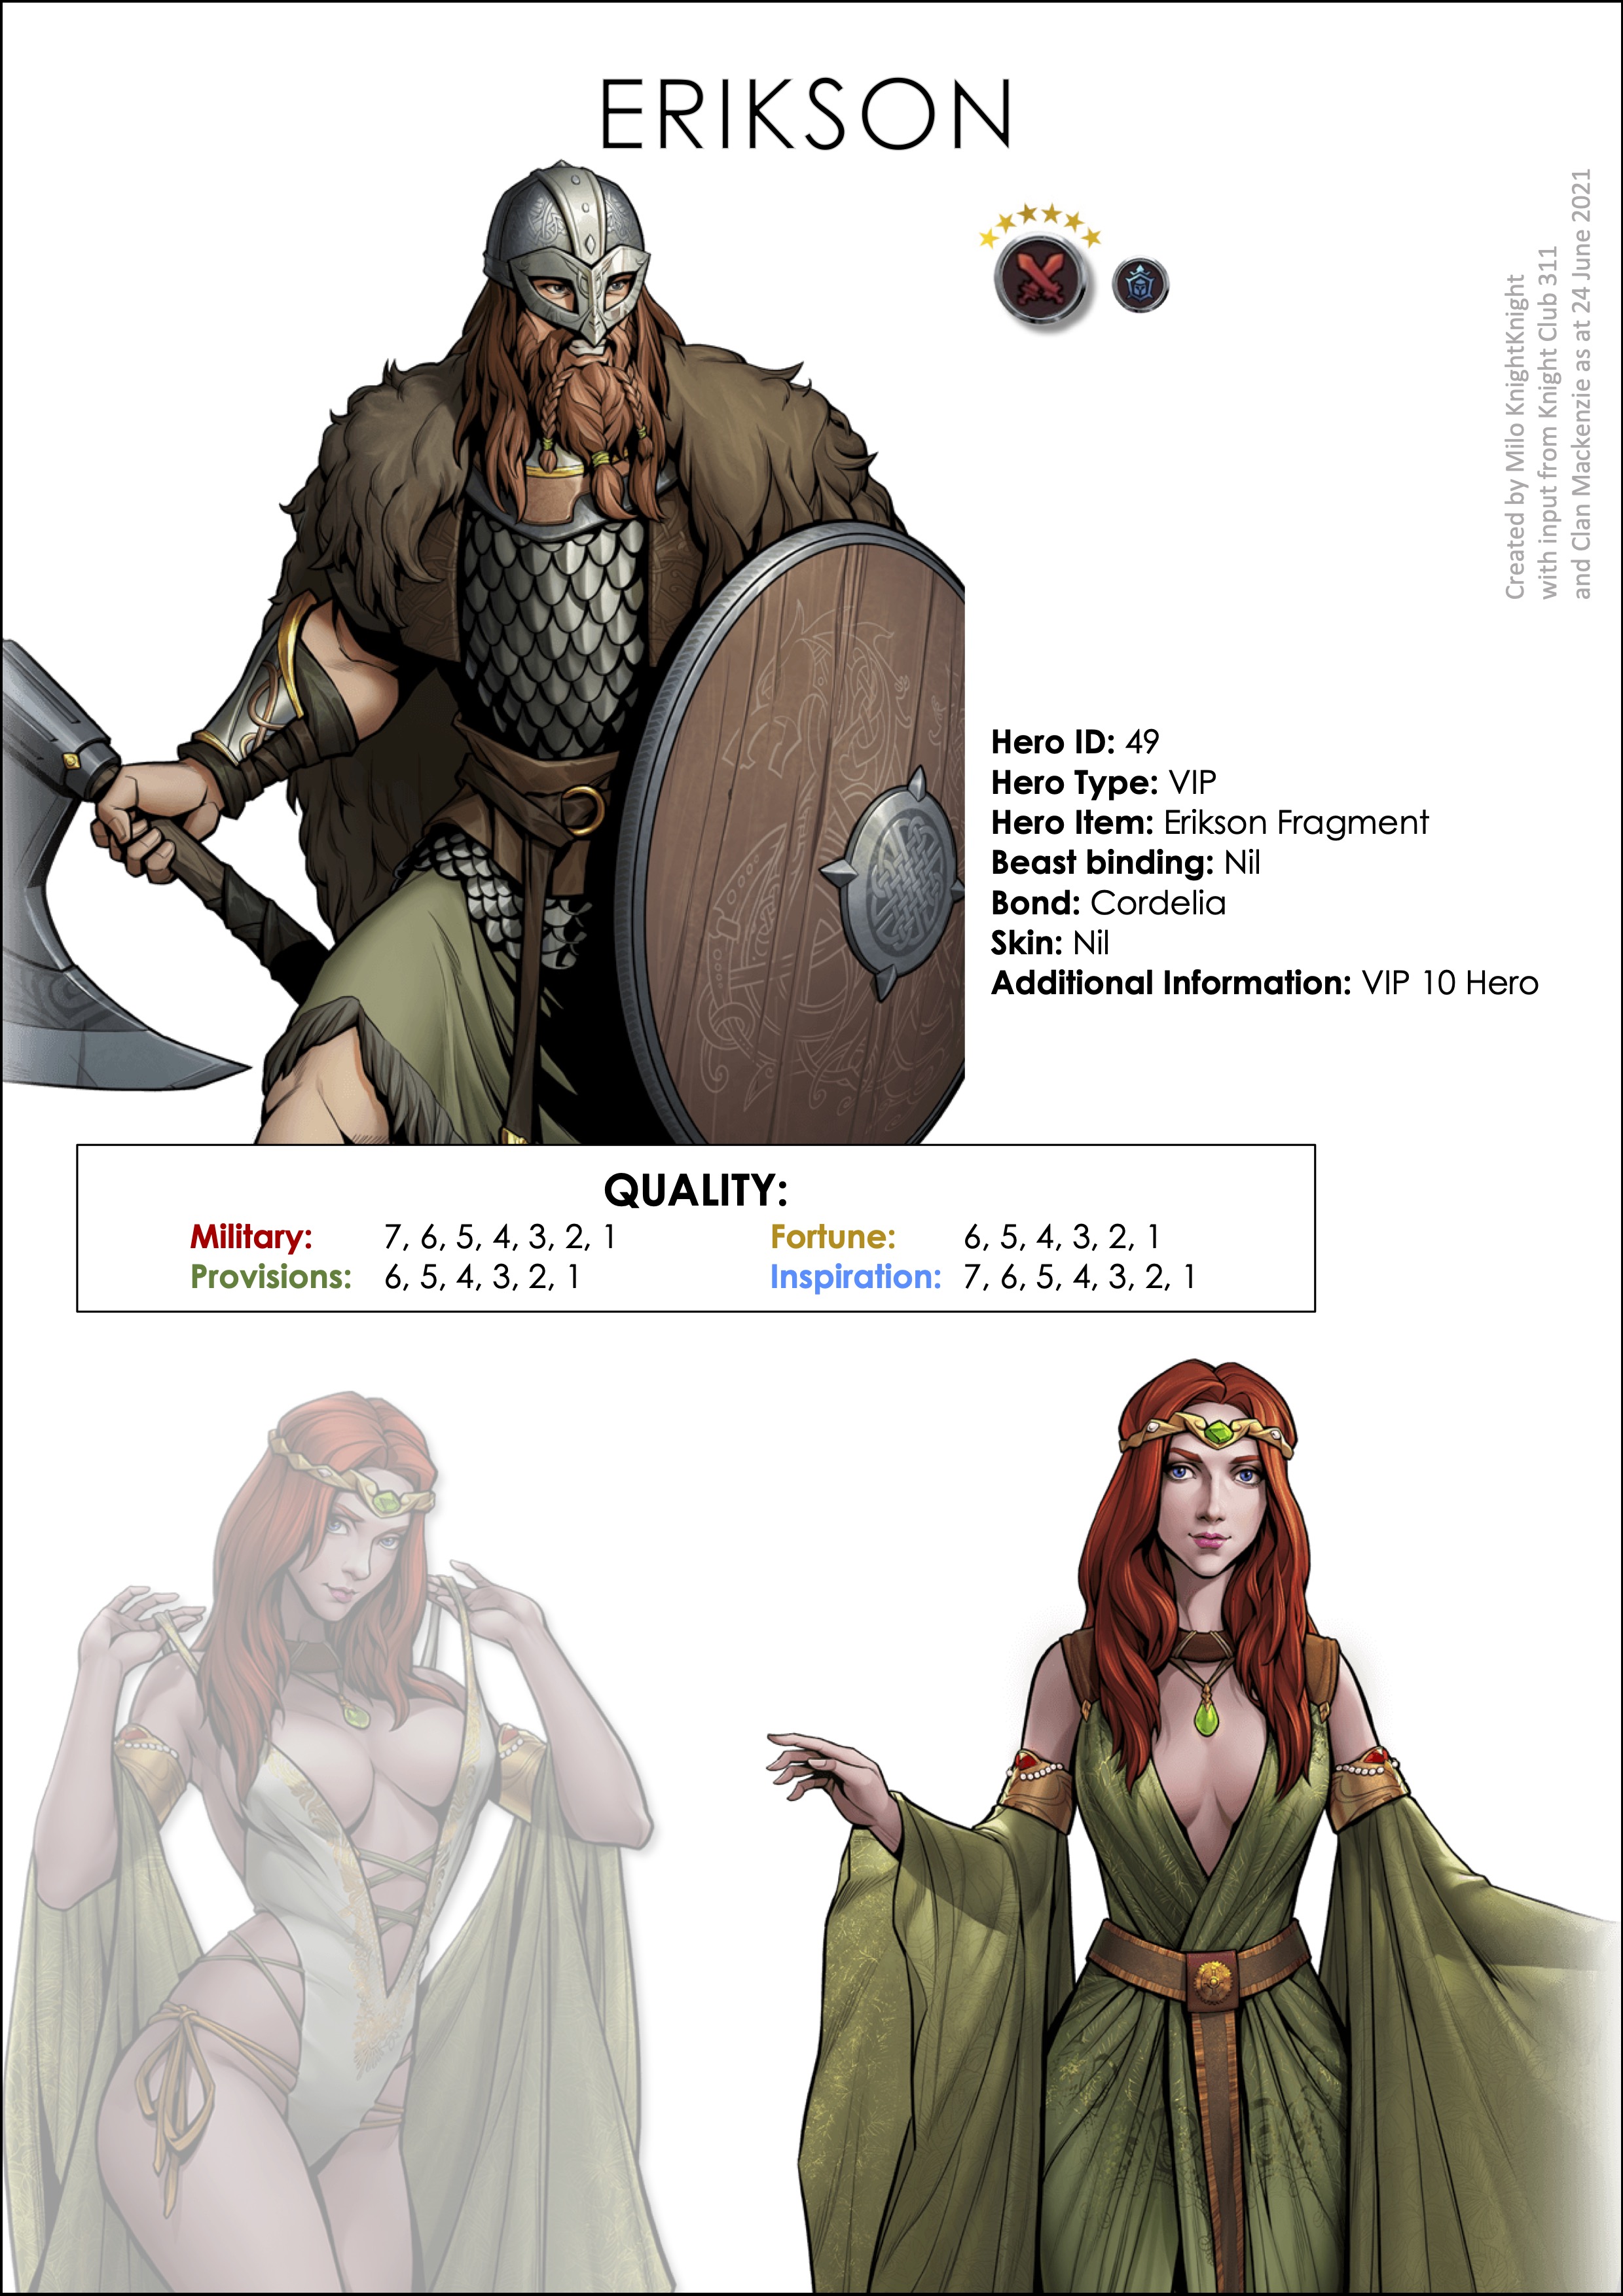 ERIKSON
Created by Milo KnightKnight
with input from Knight Club 311
and Clan Mackenzie as at 24 June 2021
Hero ID: 49
Hero Type: VIP
Hero Item: Erikson Fragment
Beast binding: Nil
Bond: Cordelia
Skin: Nil
Additional Information: VIP 10 Hero
QUALITY:
Military: 7, 6, 5, 4, 3, 2, 1 Fortune: 6, 5, 4, 3, 2, 1
Provisions: 6, 5, 4, 3, 2, 1 Inspiration: 7, 6, 5, 4, 3, 2, 1